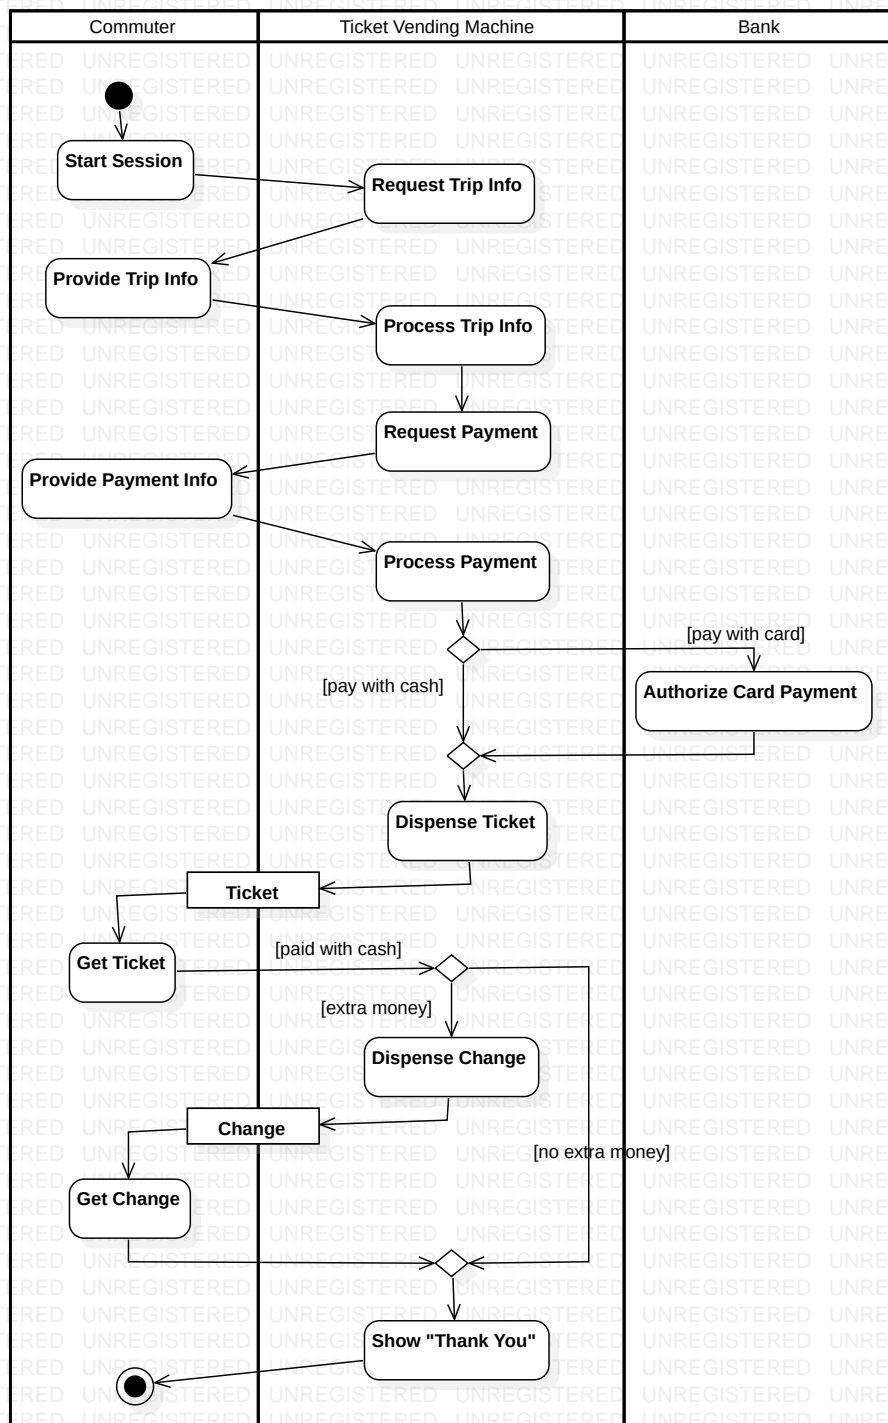 Commuter
Ticket Vending Machine
Bank
Start Session
Request Trip Info
Provide Trip Info
Process Trip Info
Request Payment
Provide Payment Info
Process Payment
[pay with card]
[pay with cash]
Authorize Card Payment
Dispense Ticket
Ticket
[paid with cash]
Get Ticket
[extra money]
Dispense Change
Change
[no extra money]
Get Change
Show "Thank You"
UNREGISTERED